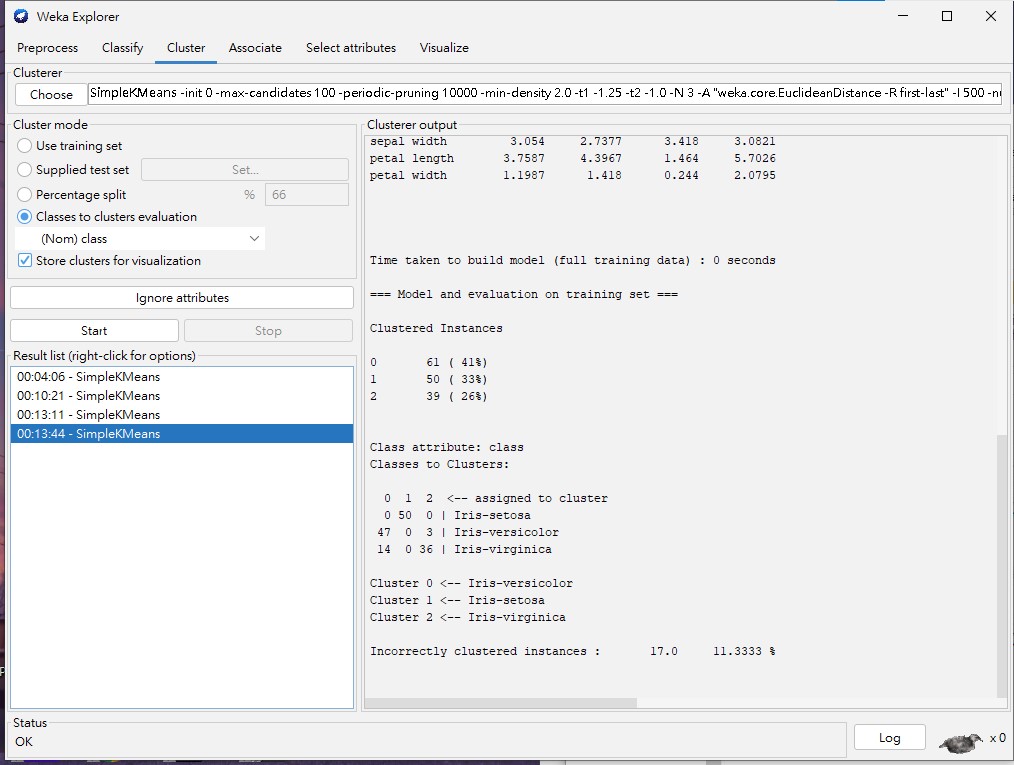 Weka Explorer
Preprocess Classify Cluster Associate Select attributes Visualize
Clusterer
Choose SimpleKMeans -init 0 -max-candidates 100 -periodic-pruning 10000 -min-density 2.0 -t1 -1.25 -t2 -1.0 -N 3 -A "weka.core.EuclideanDistance -R first-last" -I 500
Cluster mode
Use training set
Supplied test set Set...
Percentage split % 66
Classes to clusters evaluation
(Nom) class
Store clusters for visualization
Ignore attributes
Start Stop
Result list (right-click for options)
00:04:06 - SimpleKMeans
00:10:21 - SimpleKMeans
00:13:11 - SimpleKMeans
00:13:44 - SimpleKMeans
Clusterer output
sepal width 3.054 2.7377 3.418 3.0821
petal length 3.7587 4.3967 1.464 5.7026
petal width 1.1987 1.418 0.244 2.0795
Time taken to build model (full training data) : 0 seconds
=== Model and evaluation on training set ===
Clustered Instances
0 61 ( 41%)
1 50 ( 33%)
2 39 ( 26%)
Class attribute: class
Classes to Clusters:
0 1 2 <-- assigned to cluster
0 50 0 | Iris-setosa
47 0 3 | Iris-versicolor
14 0 36 | Iris-virginica
Cluster 0 <-- Iris-versicolor
Cluster 1 <-- Iris-setosa
Cluster 2 <-- Iris-virginica
Incorrectly clustered instances : 17.0 11.3333 %
Status
OK
Log x 0